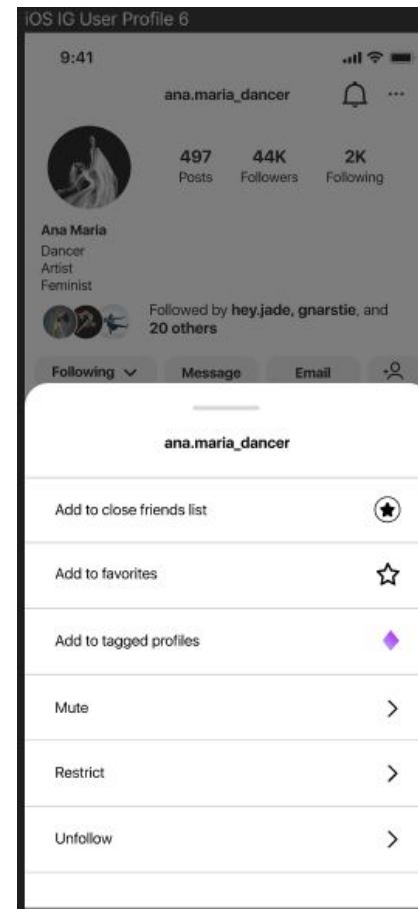 iOS IG User Profile 6
9:41
ana.maria_dancer
497 44K 2K
Posts Followers Following
Ana Maria
Dancer
Artist
Feminist
Followed by hey.jade, gnarstie, and
20 others
Following Message Email
ana.maria_dancer
Add to close friends list
Add to favorites
Add to tagged profiles
Mute
Restrict
Unfollow